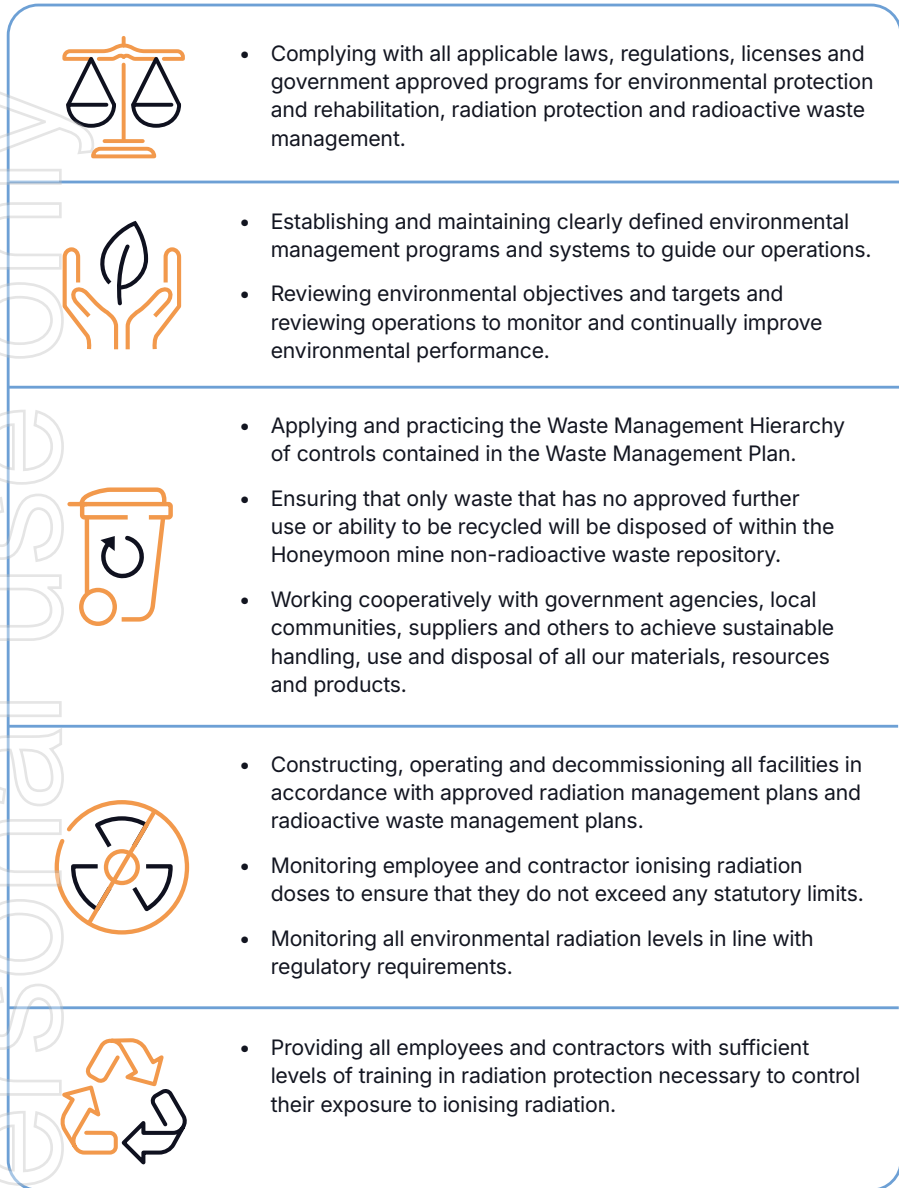 • Complying with all applicable laws, regulations, licenses and
government approved programs for environmental protection
and rehabilitation, radiation protection and radioactive waste
management.
• Establishing and maintaining clearly defined environmental
management programs and systems to guide our operations.
• Reviewing environmental objectives and targets and
reviewing operations to monitor and continually improve
environmental performance.
• Applying and practicing the Waste Management Hierarchy
of controls contained in the Waste Management Plan.
• Ensuring that only waste that has no approved further
use or ability to be recycled will be disposed of within the
Honeymoon mine non-radioactive waste repository.
• Working cooperatively with government agencies, local
communities, suppliers and others to achieve sustainable
handling, use and disposal of all our materials, resources
and products.
• Constructing, operating and decommissioning all facilities in
accordance with approved radiation management plans and
radioactive waste management plans.
• Monitoring employee and contractor ionising radiation
doses to ensure that they do not exceed any statutory limits.
• Monitoring all environmental radiation levels in line with
regulatory requirements.
• Providing all employees and contractors with sufficient
levels of training in radiation protection necessary to control
their exposure to ionising radiation.
ersonal use only